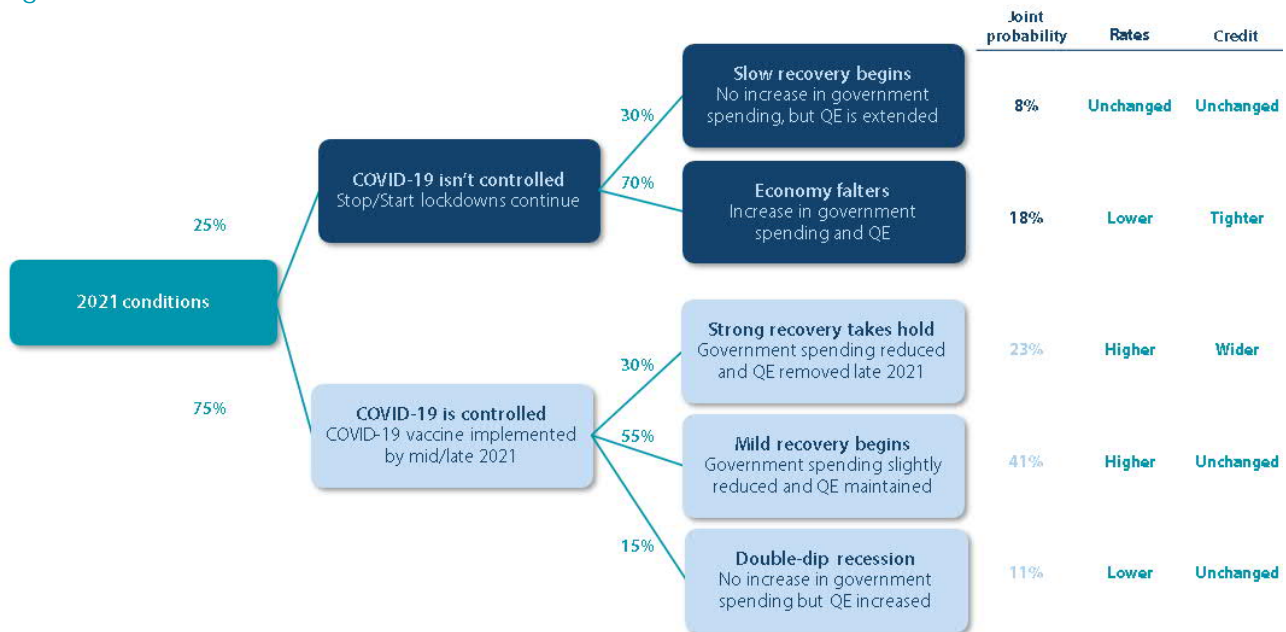 Joint
probability
Rates
Credit
Slow recovery begins
No increase in government
spending, but QE is extended
8%
Unchanged
Unchanged
30%
COVID-19 isn't controlled
Stop/Start lockdowns continue
70%
Economy falters
Increase in government
spending and QE
18%
Lower
Tighter
25%
2021 conditions
Strong recovery takes hold
Government spending reduced
and QE removed late 2021
23%
Higher
Wider
30%
75%
COVID-19 is controlled
COVID-19 vaccine implemented
by mid/late 2021
55%
Mild recovery begins
Government spending slightly
reduced and QE maintained
41%
Higher
Unchanged
15%
Double-dip recession
No increase in government
spending but QE increased
11%
Lower
Unchanged